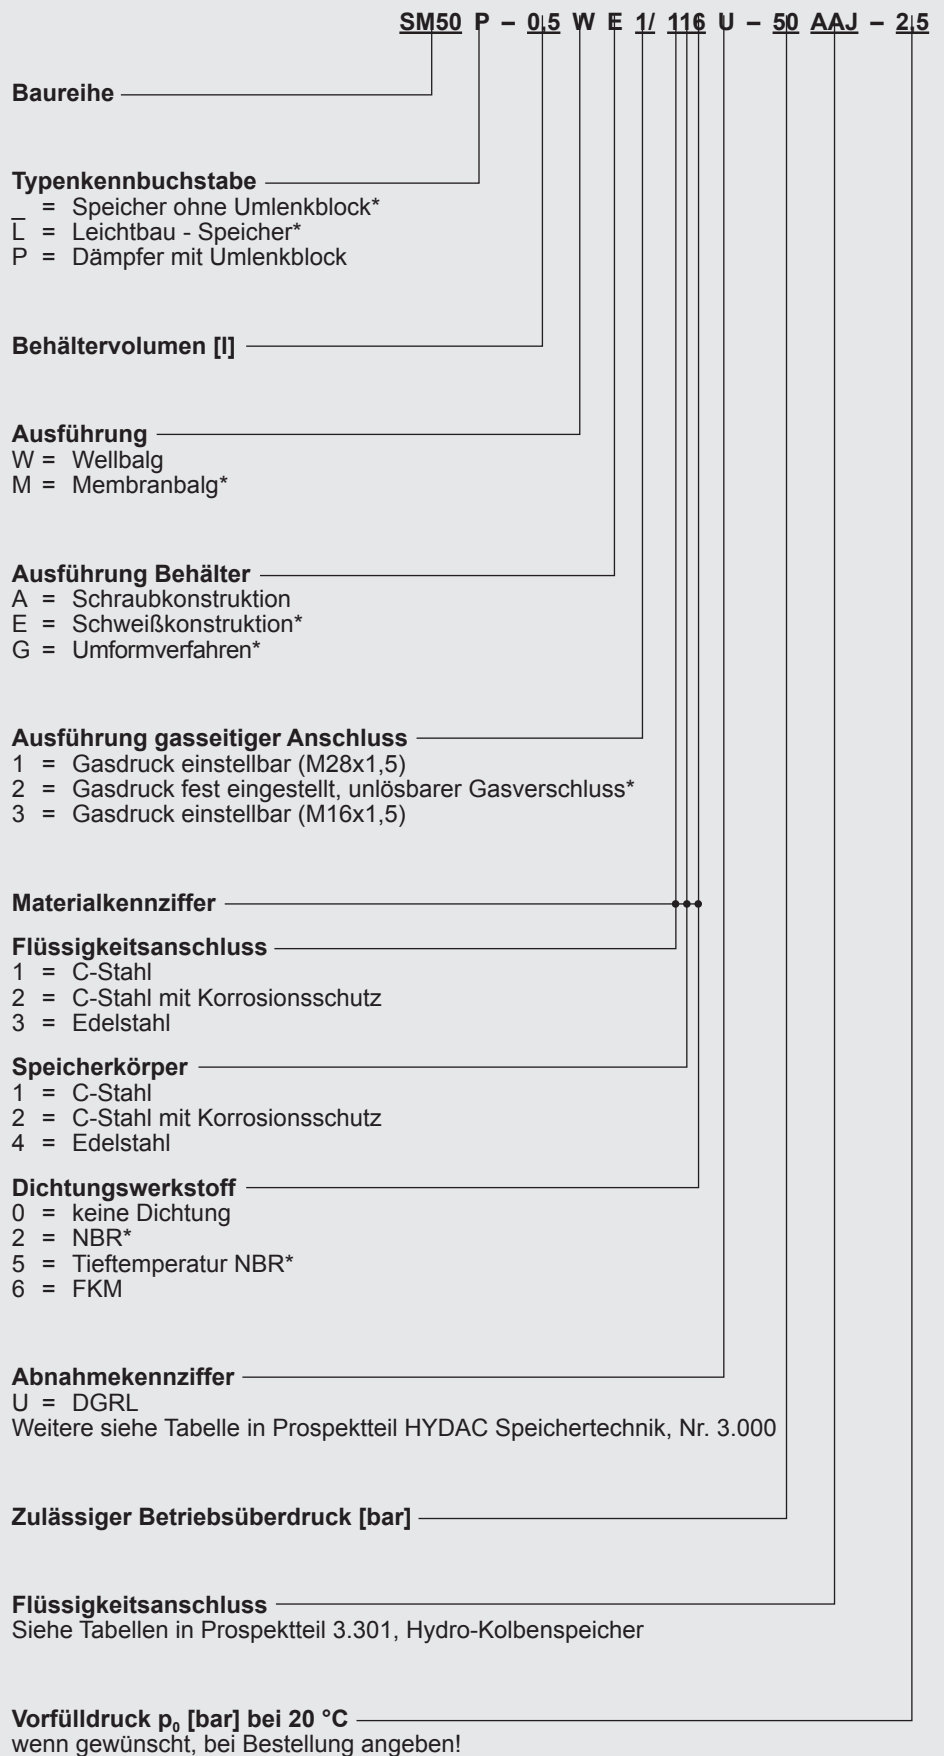 SM50 P – 0,5 W E 1/ 116 U – 50 AAJ – 2,5
Baureihe
Typenkennbuchstabe
_ = Speicher ohne Umlenkblock*
L = Leichtbau - Speicher*
P = Dämpfer mit Umlenkblock
Behältervolumen [l]
Ausführung
W = Wellbalg
M = Membranbalg*
Ausführung Behälter
A = Schraubkonstruktion
E = Schweißkonstruktion*
G = Umformverfahren*
Ausführung gasseitiger Anschluss
1 = Gasdruck einstellbar (M28x1,5)
2 = Gasdruck fest eingestellt, unlösbarer Gasverschluss*
3 = Gasdruck einstellbar (M16x1,5)
Materialkennziffer
Flüssigkeitsanschluss
1 = C-Stahl
2 = C-Stahl mit Korrosionsschutz
3 = Edelstahl
Speicherkörper
1 = C-Stahl
2 = C-Stahl mit Korrosionsschutz
4 = Edelstahl
Dichtungswerkstoff
0 = keine Dichtung
2 = NBR*
5 = Tieftemperatur NBR*
6 = FKM
Abnahmekennziffer
U = DGRL
Weitere siehe Tabelle in Prospektteil HYDAC Speichertechnik, Nr. 3.000
Zulässiger Betriebsüberdruck [bar]
Flüssigkeitsanschluss
Siehe Tabellen in Prospektteil 3.301, Hydro-Kolbenspeicher
Vorfülldruck p₀ [bar] bei 20 °C
wenn gewünscht, bei Bestellung angeben!